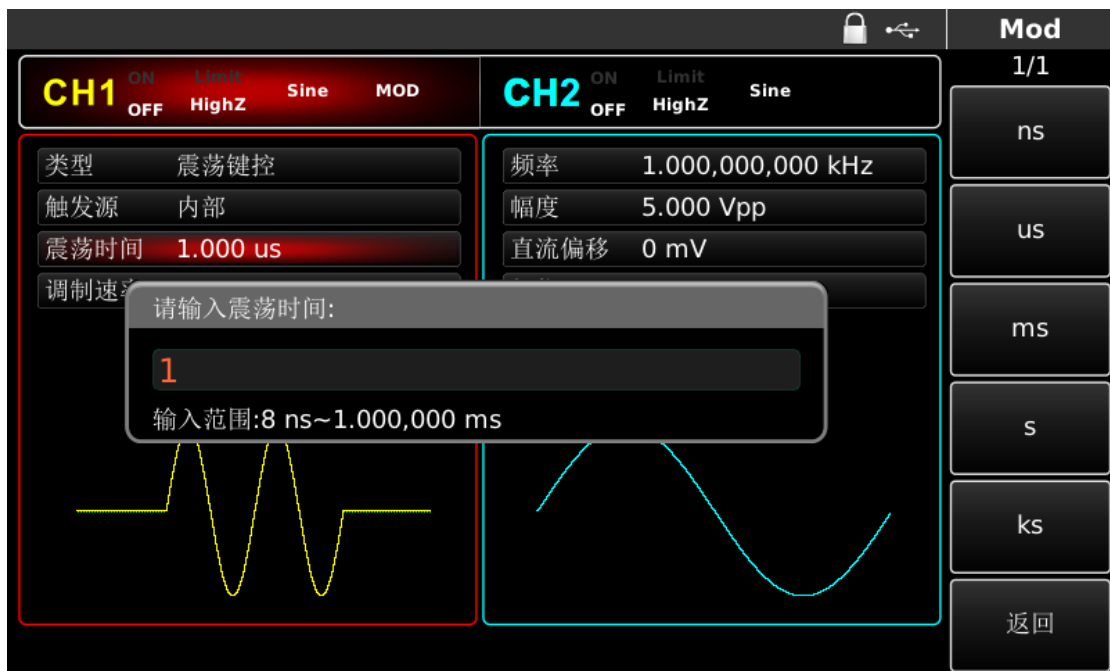 Mod
1/1
CH1 ON OFF Limit HighZ Sine MOD
CH2 ON OFF Limit HighZ Sine
类型 震荡键控
触发源 内部
震荡时间 1.000 us
调制速
频率 1.000,000,000 kHz
幅度 5.000 Vpp
直流偏移 0 mV
请输入震荡时间:
1
输入范围:8 ns~1.000,000 ms
ns
us
ms
s
ks
返回